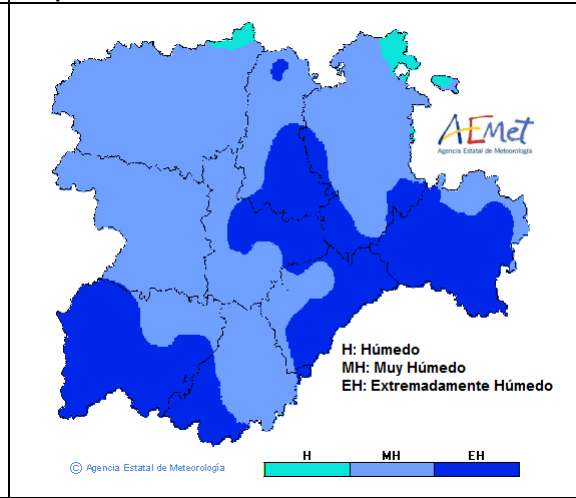 AEMet
Agencia Estatal de Meteorología
H: Húmedo
MH: Muy Húmedo
EH: Extremadamente Húmedo
H MH EH
© Agencia Estatal de Meteorología